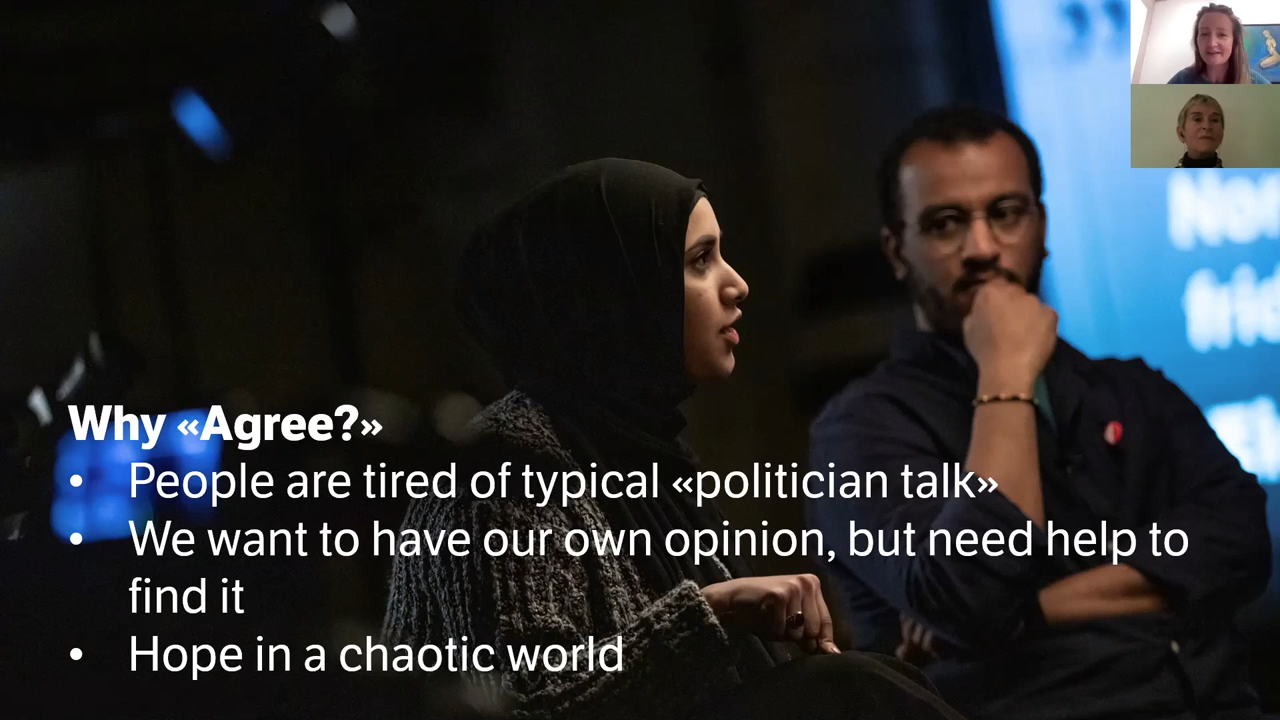 Why «Agree?»
• People are tired of typical «politician talk»
• We want to have our own opinion, but need help to
find it
• Hope in a chaotic world